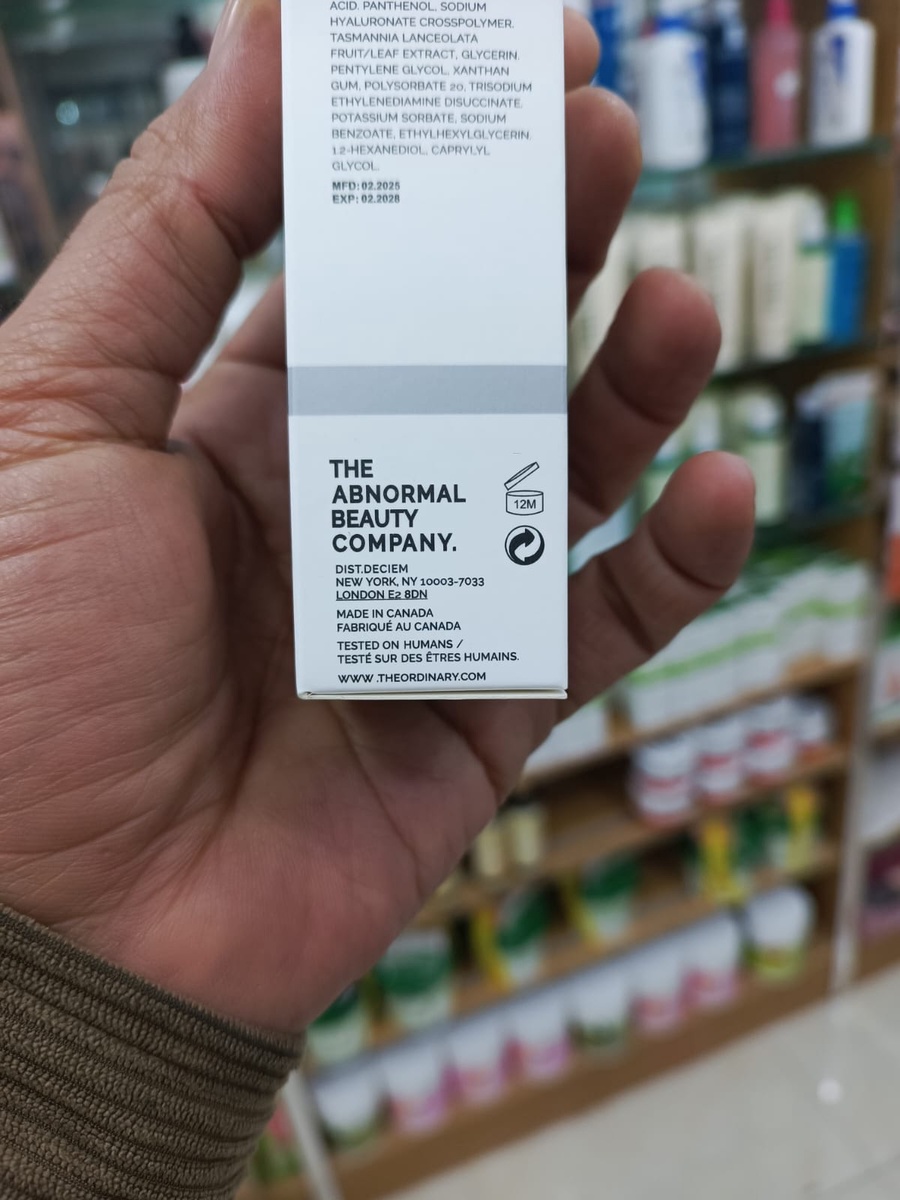 ACID. PANTHENOL, SODIUM
HYALURONATE CROSSPOLYMER,
TASMANNIA LANCEOLATA
FRUIT/LEAF EXTRACT, GLYCERIN,
PENTYLENE GLYCOL, XANTHAN
GUM, POLYSORBATE 20, TRISODIUM
ETHYLENEDIAMINE DISUCCINATE,
POTASSIUM SORBATE, SODIUM
BENZOATE, ETHYLHEXYLGLYCERIN,
1.2-HEXANEDIOL, CAPRYLYL
GLYCOL.
MFD: 02.2025
EXP: 02.2028
THE
ABNORMAL
BEAUTY
COMPANY.
12M
DIST.DECIEM
NEW YORK, NY 10003-7033
LONDON E2 8DN
MADE IN CANADA
FABRIQUÉ AU CANADA
TESTED ON HUMANS /
TESTÉ SUR DES ÊTRES HUMAINS.
WWW .THEORDINARY.COM